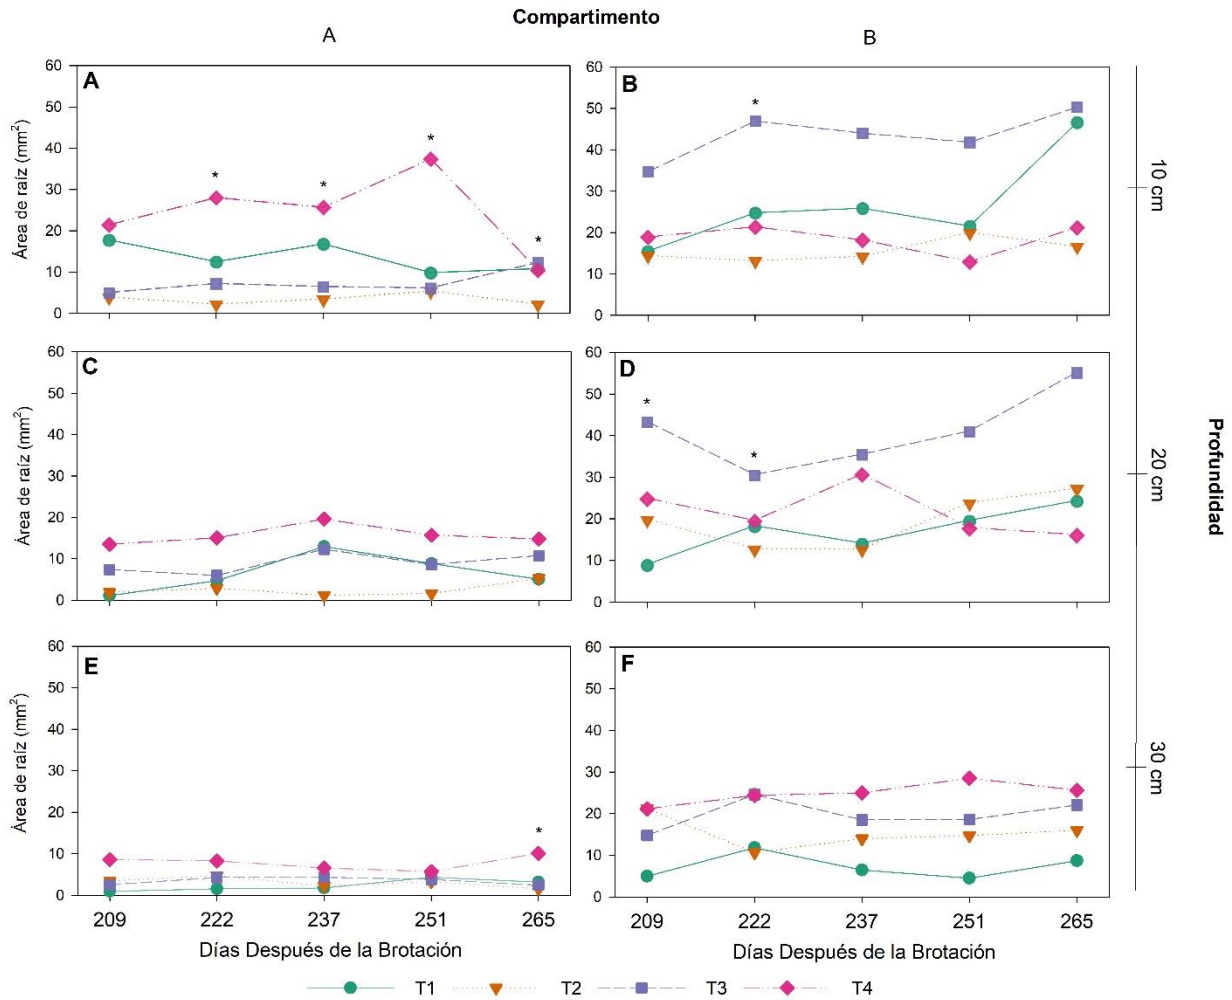 Compartimento
A
B
A
60
50
40
30
20
10
0
Área de raíz (mm²)
*
*
*
*
B
60
50
40
30
20
10
0
*
10 cm
C
60
50
40
30
20
10
0
Área de raíz (mm²)
D
60
50
40
30
20
10
0
*
*
20 cm
Profundidad
E
60
50
40
30
20
10
0
Área de raíz (mm²)
*
F
60
50
40
30
20
10
0
30 cm
209 222 237 251 265
209 222 237 251 265
Días Después de la Brotación
Días Después de la Brotación
T1 T2 T3 T4